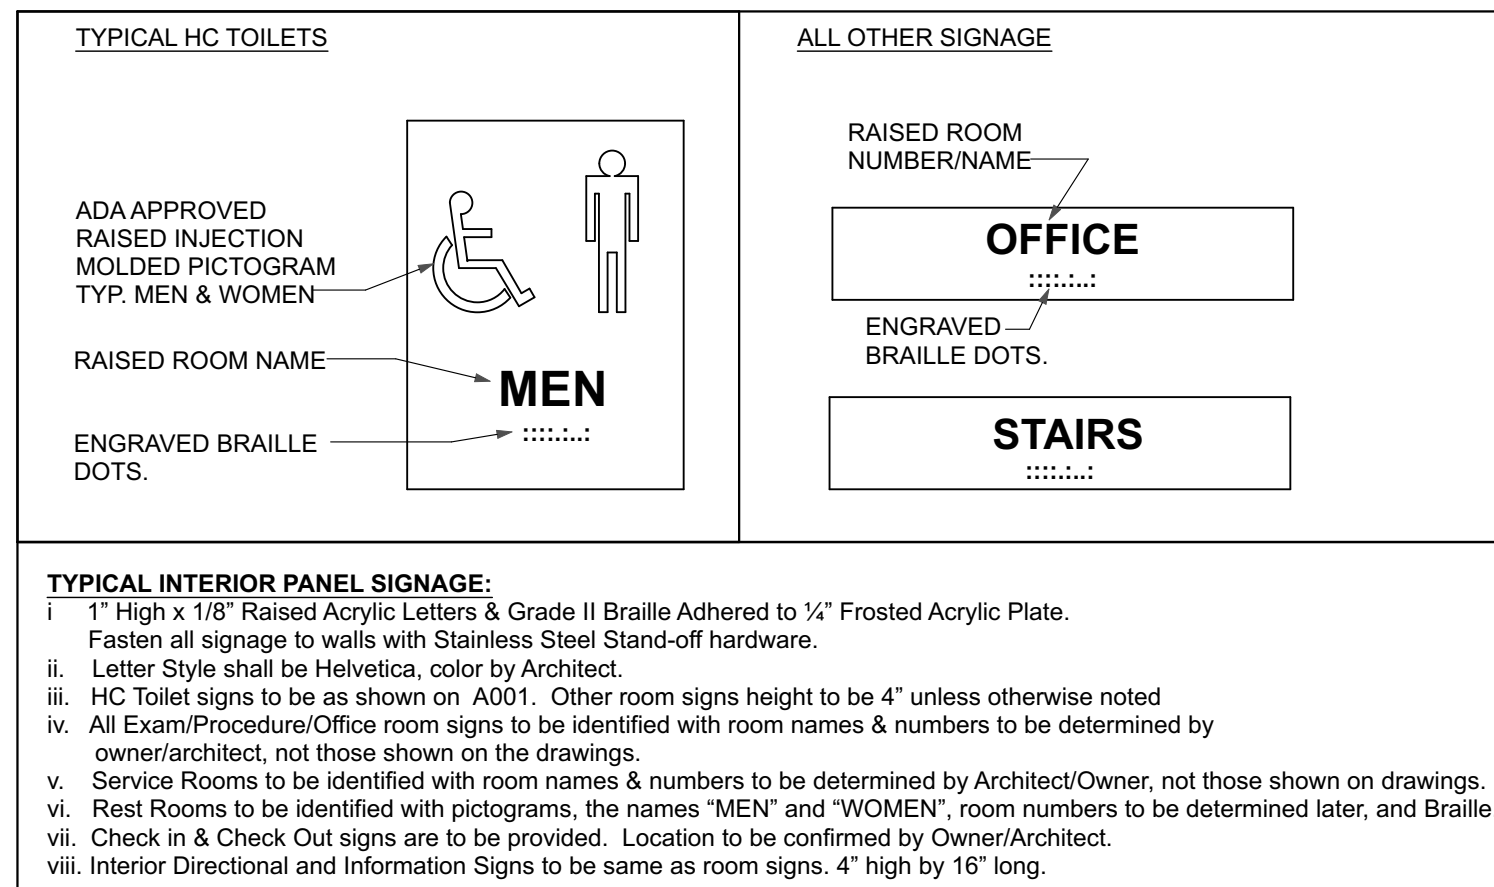 TYPICAL HC TOILETS
ADA APPROVED
RAISED INJECTION
MOLDED PICTOGRAM
TYP. MEN & WOMEN
RAISED ROOM NAME
ENGRAVED BRAILLE
DOTS.
MEN
ALL OTHER SIGNAGE
RAISED ROOM
NUMBER/NAME
OFFICE
ENGRAVED
BRAILLE DOTS.
STAIRS
TYPICAL INTERIOR PANEL SIGNAGE:
i 1” High x 1/8” Raised Acrylic Letters & Grade II Braille Adhered to ¼” Frosted Acrylic Plate.
Fasten all signage to walls with Stainless Steel Stand-off hardware.
ii. Letter Style shall be Helvetica, color by Architect.
iii. HC Toilet signs to be as shown on A001. Other room signs height to be 4” unless otherwise noted
iv. All Exam/Procedure/Office room signs to be identified with room names & numbers to be determined by
owner/architect, not those shown on the drawings.
v. Service Rooms to be identified with room names & numbers to be determined by Architect/Owner, not those shown on drawings.
vi. Rest Rooms to be identified with pictograms, the names “MEN” and “WOMEN”, room numbers to be determined later, and Braille
vii. Check in & Check Out signs are to be provided. Location to be confirmed by Owner/Architect.
viii. Interior Directional and Information Signs to be same as room signs. 4” high by 16” long.